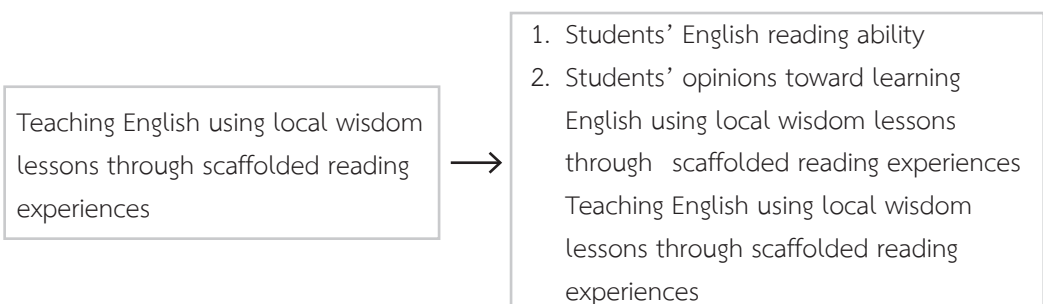 Teaching English using local wisdom
lessons through scaffolded reading
experiences
1. Students’ English reading ability
2. Students’ opinions toward learning
English using local wisdom lessons
through scaffolded reading experiences
Teaching English using local wisdom
lessons through scaffolded reading
experiences